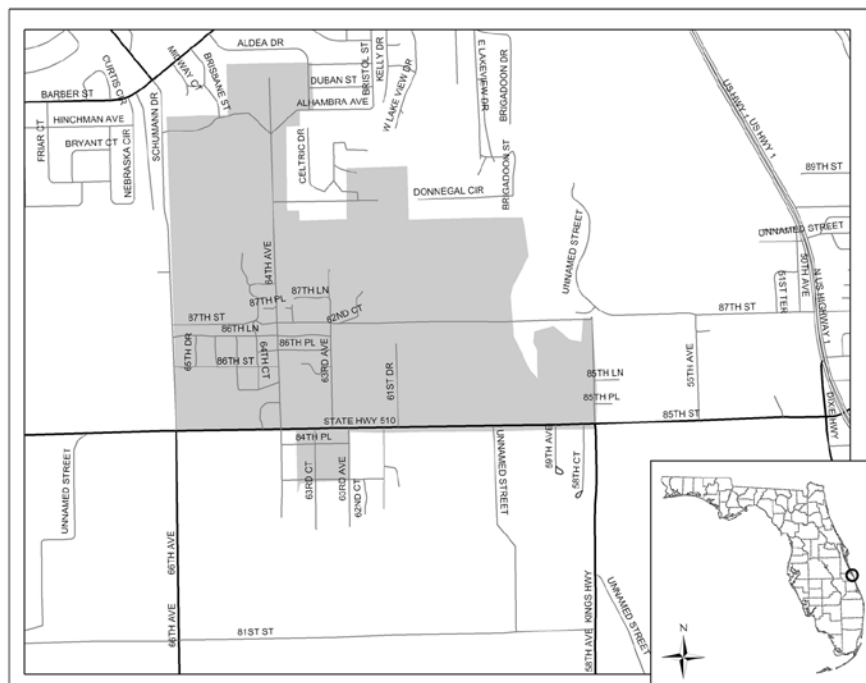 ALDEA DR
MIDWAY CT
BRISBANE ST
CURTIS CIR
BARBER ST
DUBAN ST
BRISTOL ST
KELLY DR
W LAKE VIEW DR
E LAKEVIEW DR
BRIGADOON DR
US HWY 1
US HWY 1
HINCHMAN AVE
ALHAMBRA AVE
FRIAR CT
BRYANT CT
NEBRASKA CIR
SCHUMANN DR
CELTRIC DR
DONNEGAL CIR
BRIGADOON ST
89TH ST
UNNAMED STREET
UNNAMED STREET
64TH AVE
50TH AVE
51ST TER
N US HIGHWAY 1
87TH LN
87TH PL
62ND CT
87TH ST
87TH ST
86TH LN
86TH PL
65TH DR
86TH ST
64TH CT
63RD AVE
61ST DR
85TH LN
85TH PL
55TH AVE
85TH ST
DIXIE HWY
STATE HWY 510
84TH PL
63RD CT
63RD AVE
62ND CT
UNNAMED STREET
UNNAMED STREET
59TH AVE
58TH CT
66TH AVE
66TH AVE
81ST ST
58TH AVE
KINGS HWY
UNNAMED STREET
N